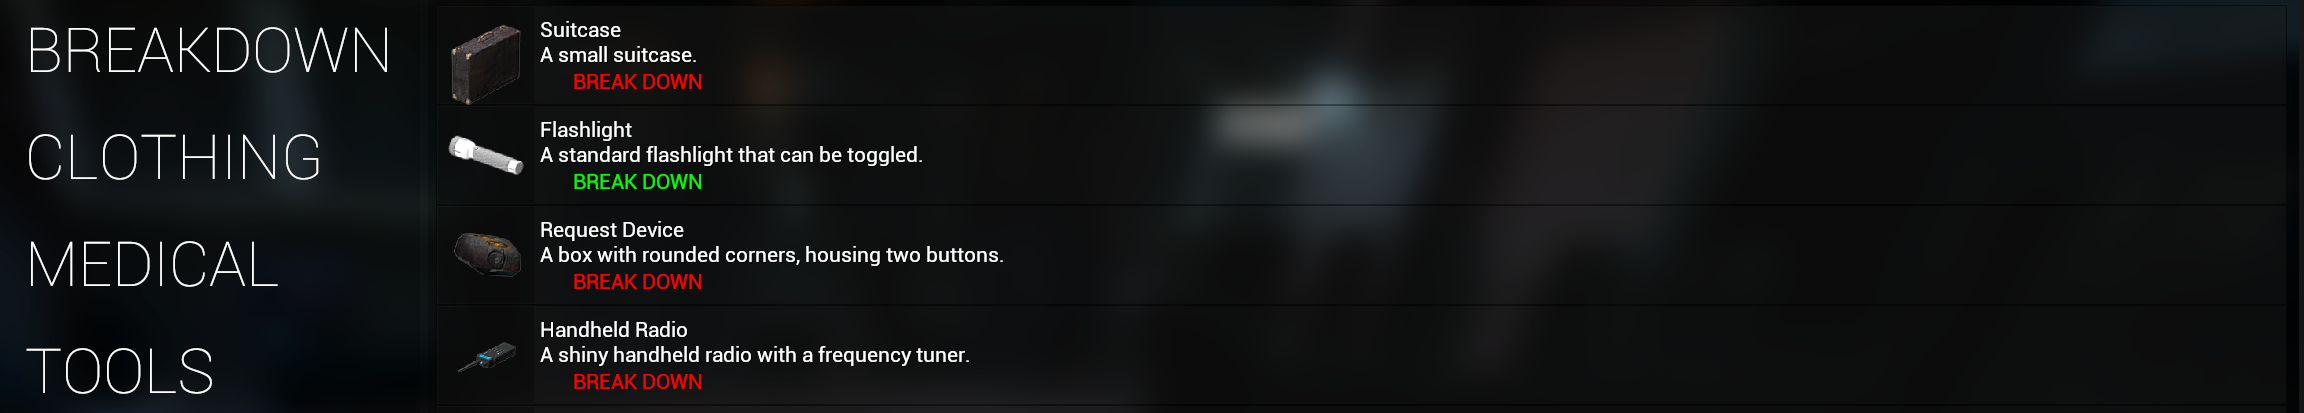 BREAKDOWN
CLOTHING
MEDICAL
TOOLS
Suitcase
A small suitcase.
BREAK DOWN
Flashlight
A standard flashlight that can be toggled.
BREAK DOWN
Request Device
A box with rounded corners, housing two buttons.
BREAK DOWN
Handheld Radio
A shiny handheld radio with a frequency tuner.
BREAK DOWN